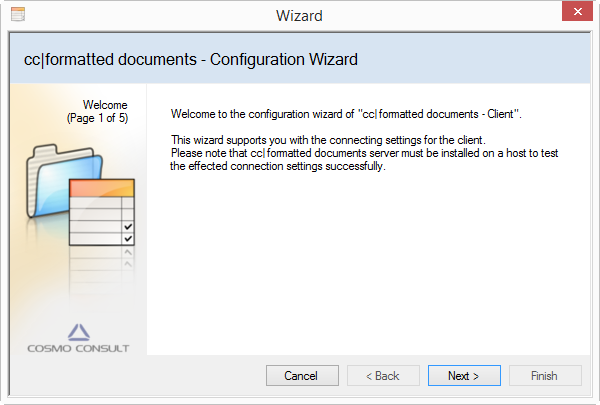 Wizard
cc|formatted documents - Configuration Wizard
Welcome
(Page 1 of 5)
Welcome to the configuration wizard of "cc|formatted documents - Client".
This wizard supports you with the connecting settings for the client.
Please note that cc|formatted documents server must be installed on a host to test
the effected connection settings successfully.
COSMO CONSULT
Cancel
< Back
Next >
Finish